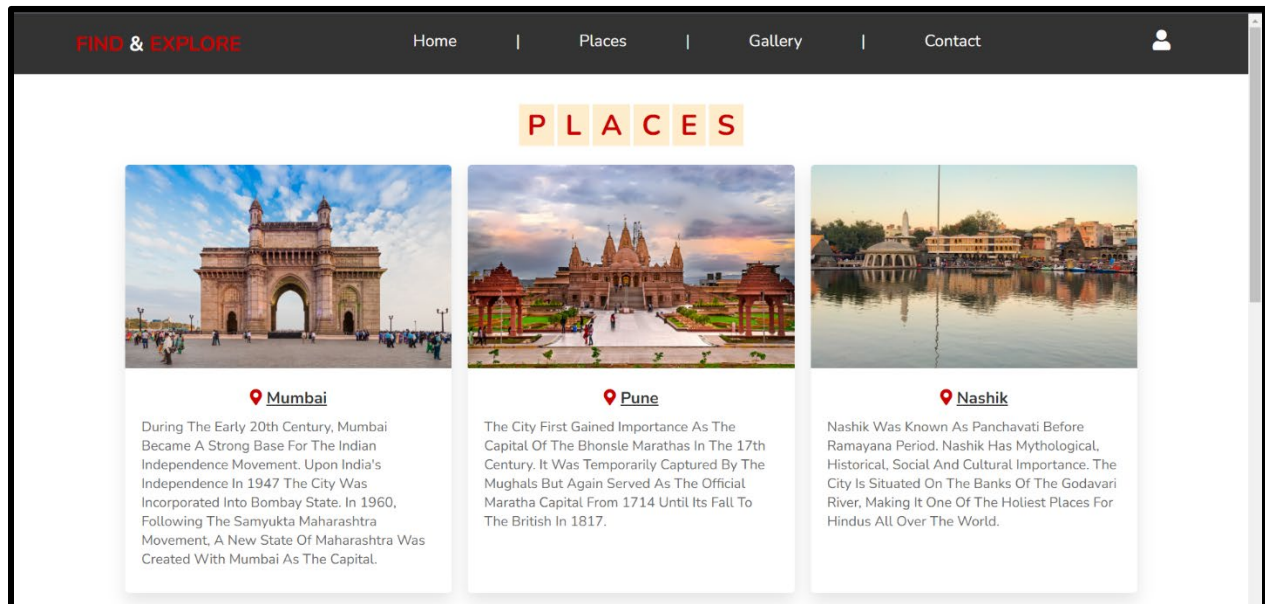 FIND & EXPLORE
Home | Places | Gallery | Contact
PLACES
Mumbai
During The Early 20th Century, Mumbai
Became A Strong Base For The Indian
Independence Movement. Upon India's
Independence In 1947 The City Was
Incorporated Into Bombay State. In 1960,
Following The Samyukta Maharashtra
Movement, A New State Of Maharashtra Was
Created With Mumbai As The Capital.
Pune
The City First Gained Importance As The
Capital Of The Bhonsle Marathas In The 17th
Century. It Was Temporarily Captured By The
Mughals But Again Served As The Official
Maratha Capital From 1714 Until Its Fall To
The British In 1817.
Nashik
Nashik Was Known As Panchavati Before
Ramayana Period. Nashik Has Mythological,
Historical, Social And Cultural Importance. The
City Is Situated On The Banks Of The Godavari
River, Making It One Of The Holiest Places For
Hindus All Over The World.